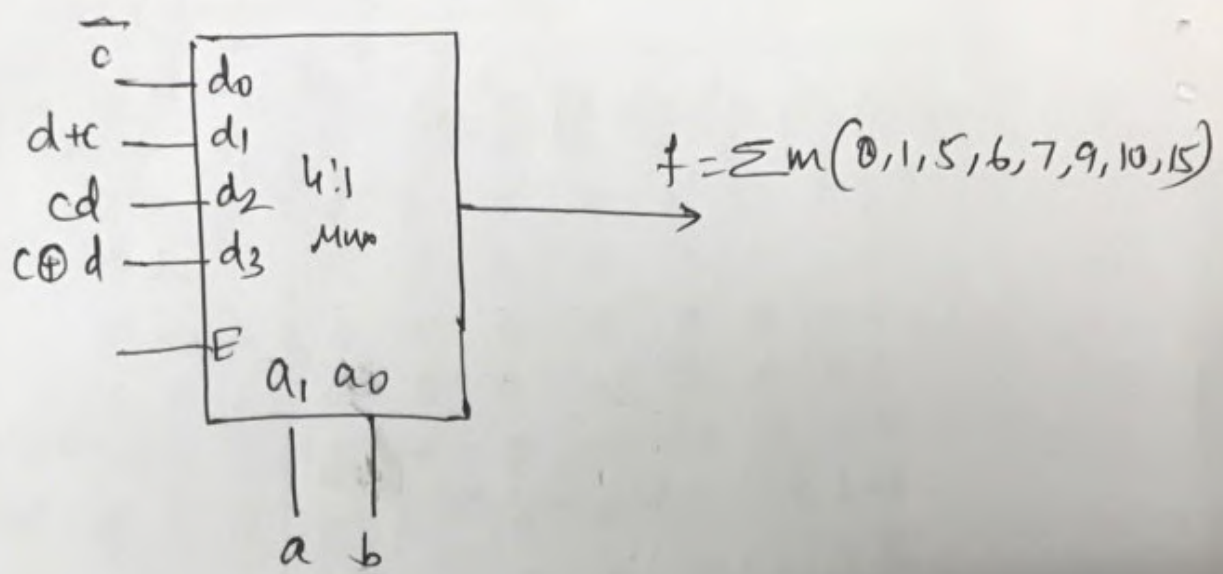 c̅
d0
d+c
d1
cd
d2
c⊕d
d3
4:1
Mux
E
a1 a0
a b
f = Σm(0,1,5,6,7,9,10,15)